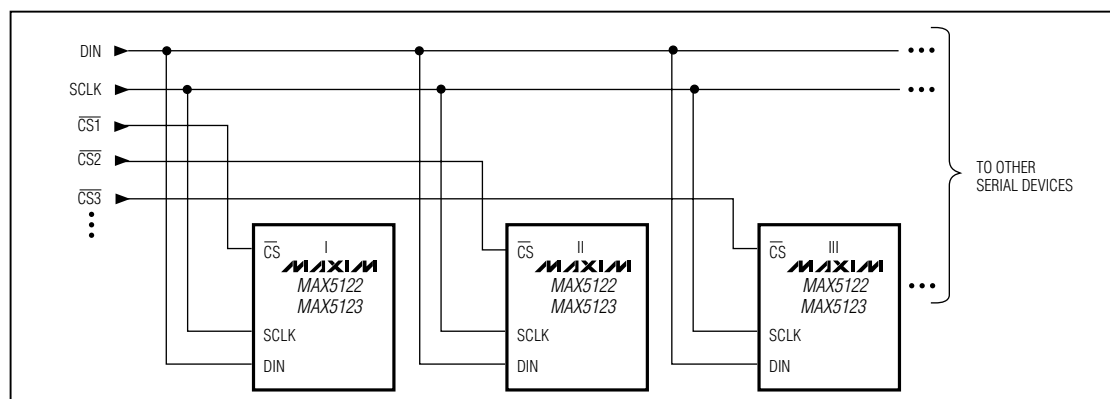 DIN
SCLK
CS1
CS2
CS3
TO OTHER
SERIAL DEVICES
CS
I
MAXIM
MAX5122
MAX5123
SCLK
DIN
CS
II
MAXIM
MAX5122
MAX5123
SCLK
DIN
CS
III
MAXIM
MAX5122
MAX5123
SCLK
DIN